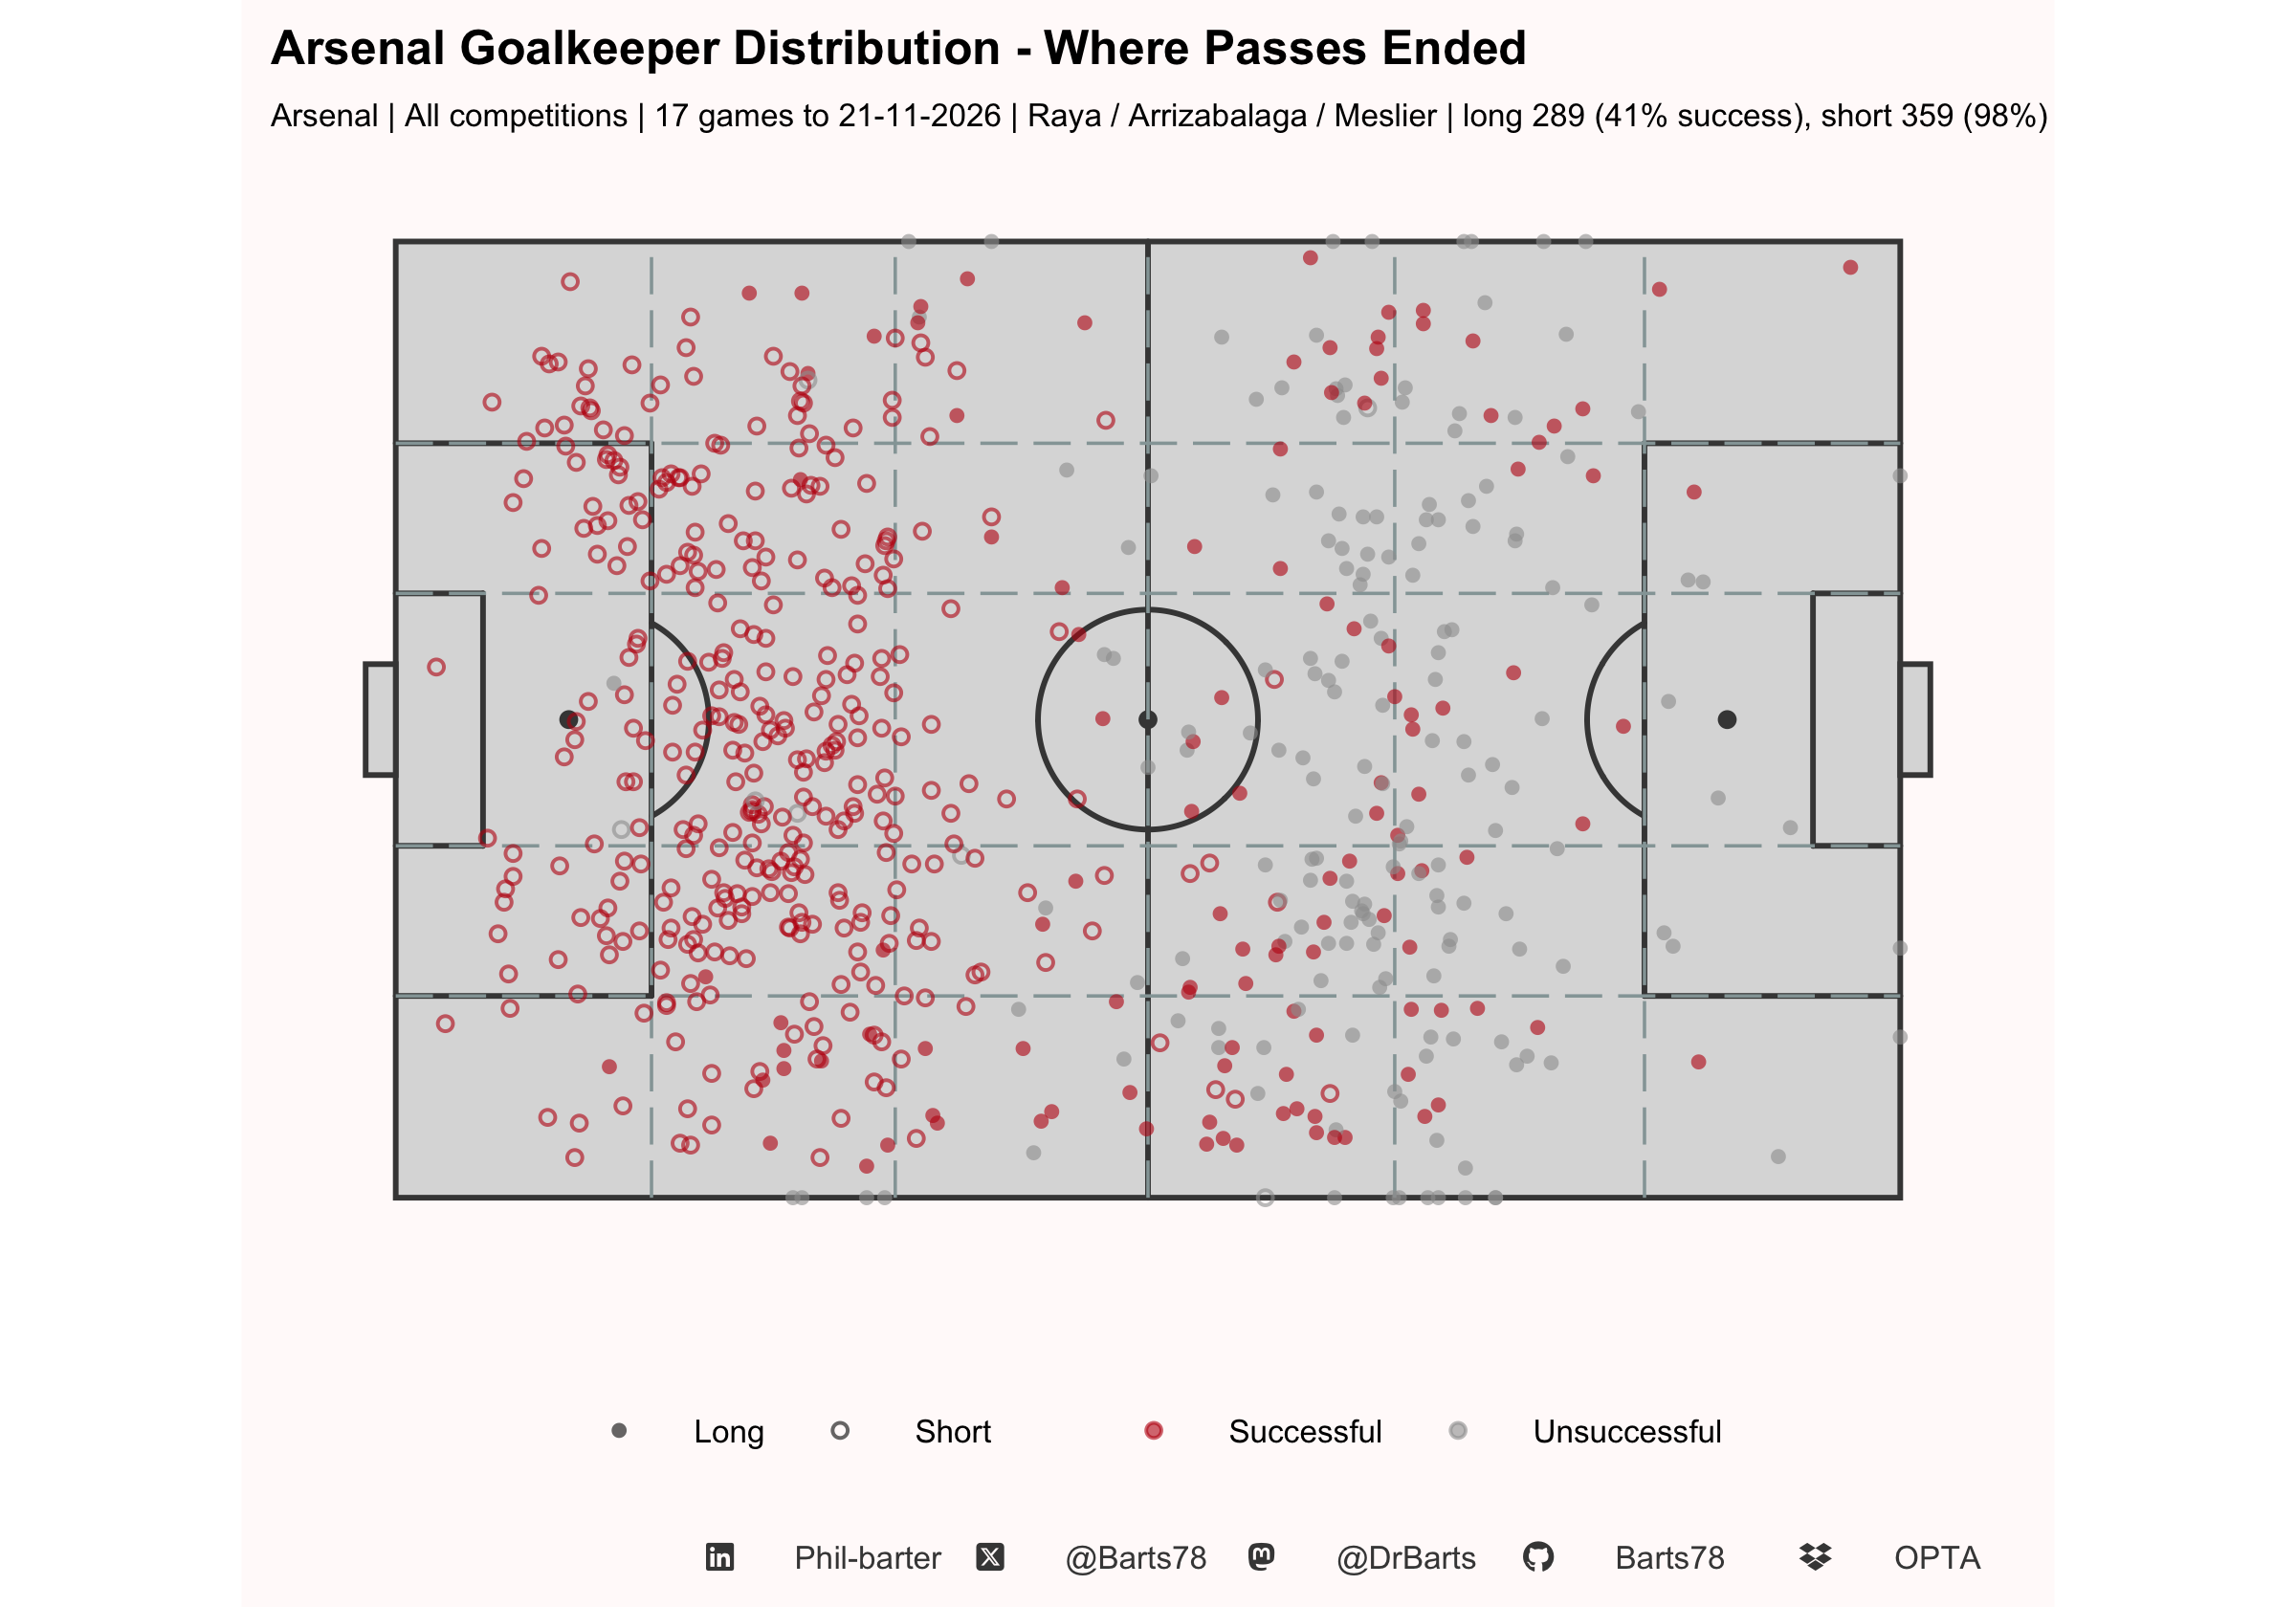 Arsenal Goalkeeper Distribution - Where Passes Ended
Arsenal | All competitions | 17 games to 21-11-2026 | Raya / Arrizabalaga / Meslier | long 289 (41% success), short 359 (98%)
Long Short Successful Unsuccessful
Phil-barter @Barts78 @DrBarts Barts78 OPTA